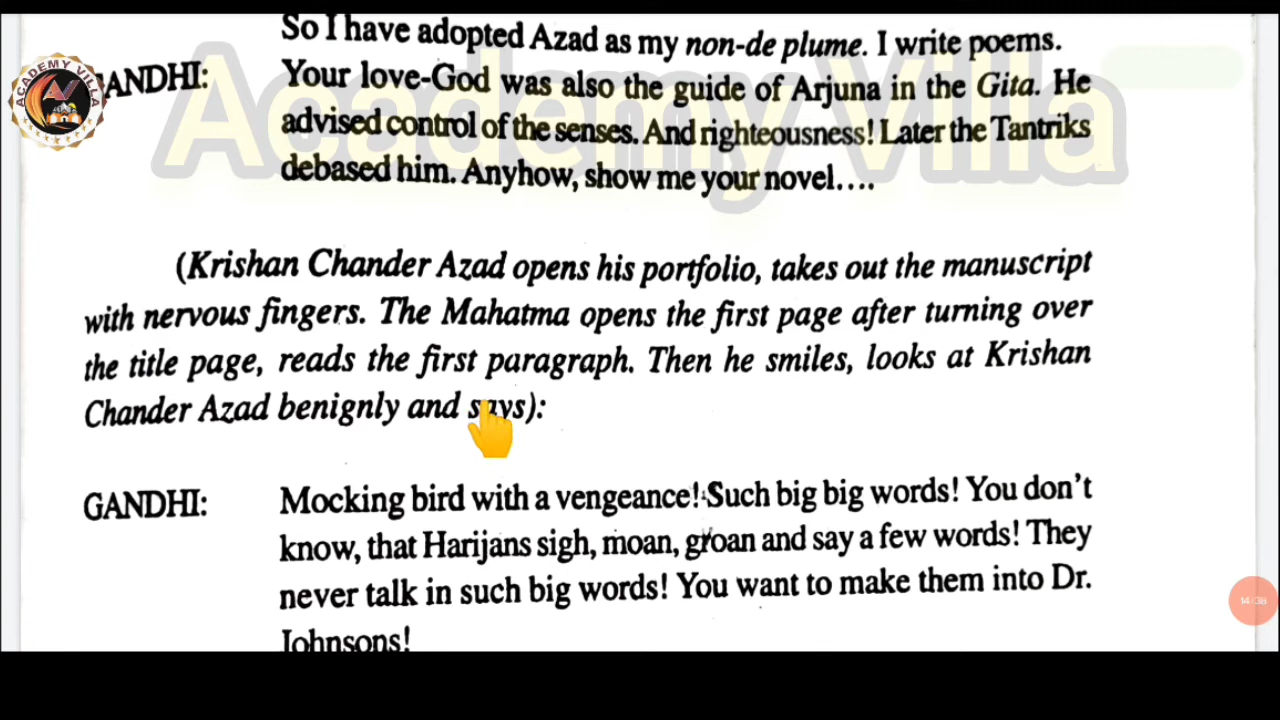 So I have adopted Azad as my non-de plume. I write poems.
GANDHI: Your love-God was also the guide of Arjuna in the Gita. He
advised control of the senses. And righteousness! Later the Tantriks
debased him. Anyhow, show me your novel….
(Krishan Chander Azad opens his portfolio, takes out the manuscript
with nervous fingers. The Mahatma opens the first page after turning over
the title page, reads the first paragraph. Then he smiles, looks at Krishan
Chander Azad benignly and says):
GANDHI: Mocking bird with a vengeance! Such big big words! You don't
know, that Harijans sigh, moan, groan and say a few words! They
never talk in such big words! You want to make them into Dr.
Johnsons!
Academy Villa
ACADEMY VILLA
AV
14:38